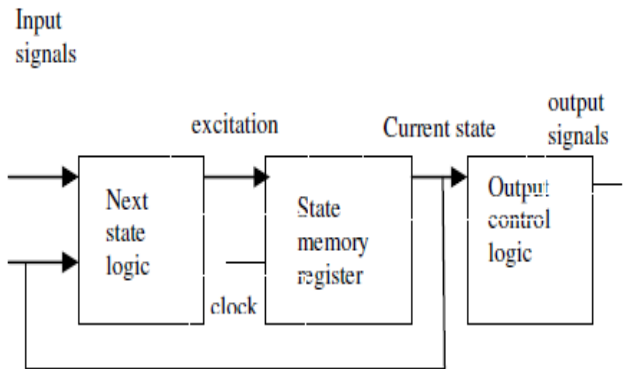 Input
signals
excitation
Current state
output
signals
Next
state
logic
State
memory
register
Output
control
logic
clock